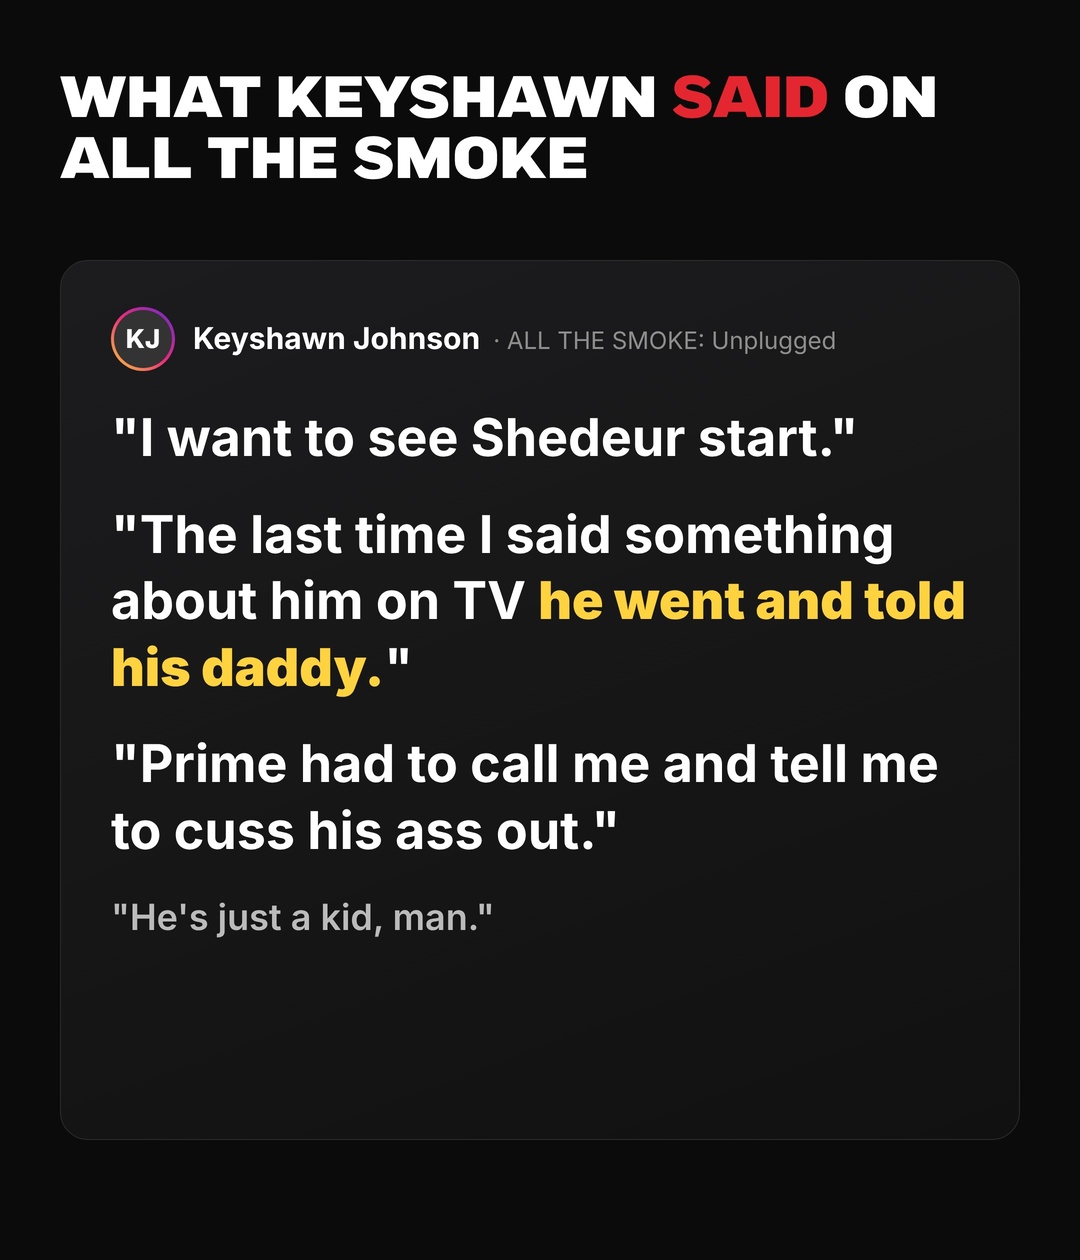 WHAT KEYSHAWN SAID ON
ALL THE SMOKE
KJ
Keyshawn Johnson · ALL THE SMOKE: Unplugged
"I want to see Shedeur start."
"The last time I said something
about him on TV he went and told
his daddy."
"Prime had to call me and tell me
to cuss his ass out."
"He's just a kid, man."